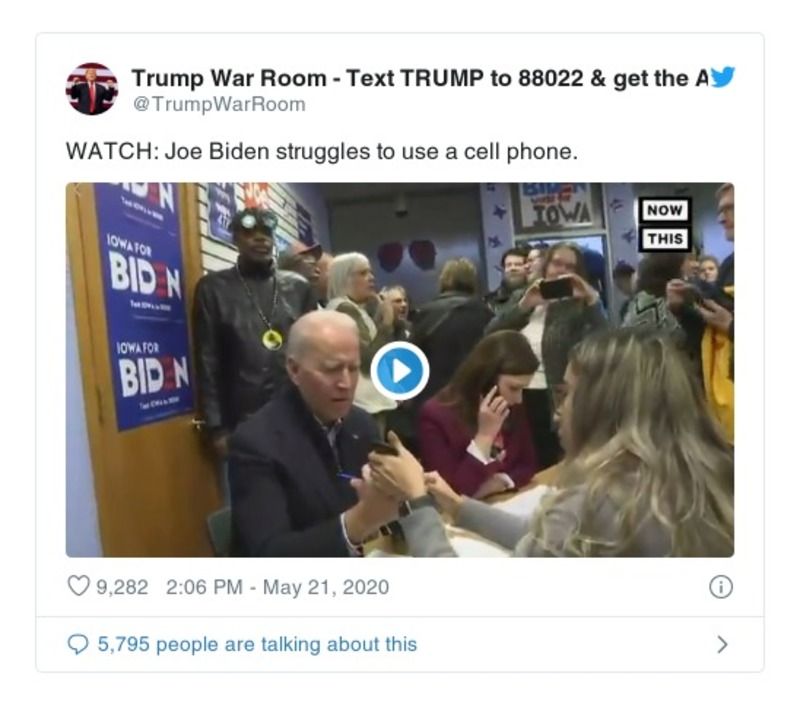 Trump War Room - Text TRUMP to 88022 & get the A
@TrumpWarRoom
WATCH: Joe Biden struggles to use a cell phone.
BIDEN
IOWA
NOW
THIS
IOWA FOR
BIDEN
IOWA FOR
BIDEN
9,282 2:06 PM - May 21, 2020
5,795 people are talking about this